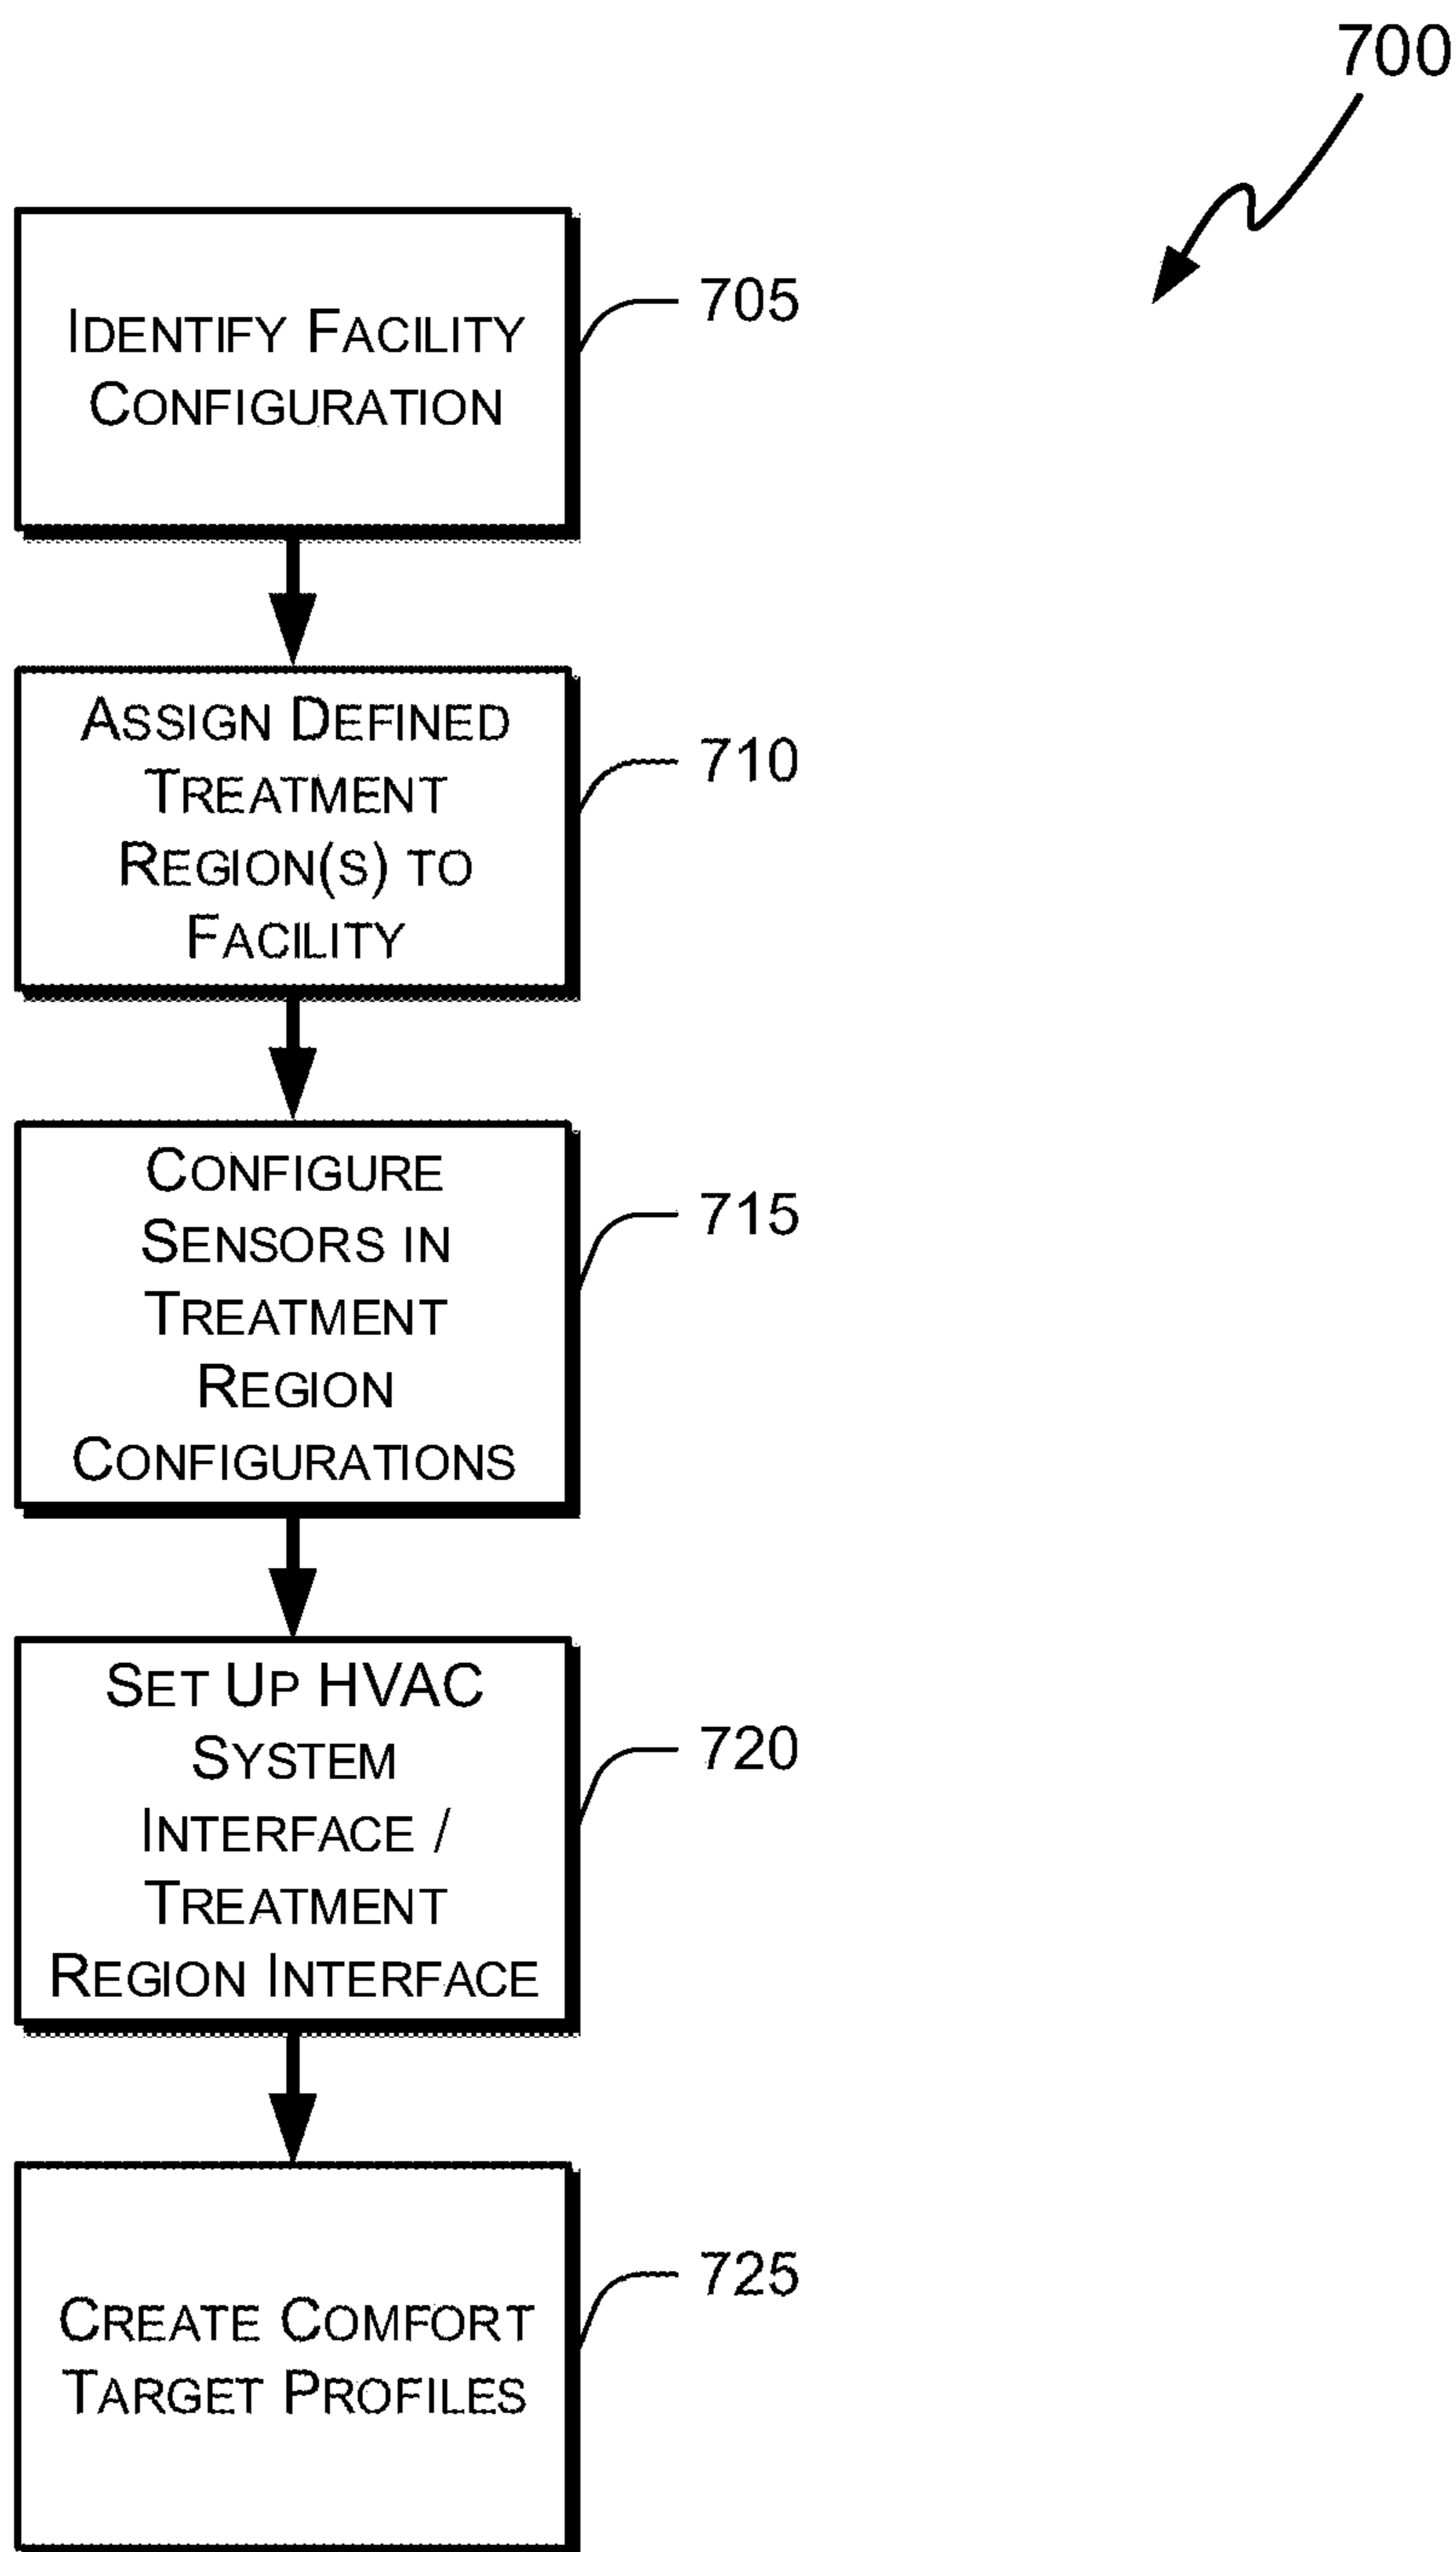 700
IDENTIFY FACILITY
CONFIGURATION
705
ASSIGN DEFINED
TREATMENT
REGION(S) TO
FACILITY
710
CONFIGURE
SENSORS IN
TREATMENT
REGION
CONFIGURATIONS
715
SET UP HVAC
SYSTEM
INTERFACE /
TREATMENT
REGION INTERFACE
720
CREATE COMFORT
TARGET PROFILES
725